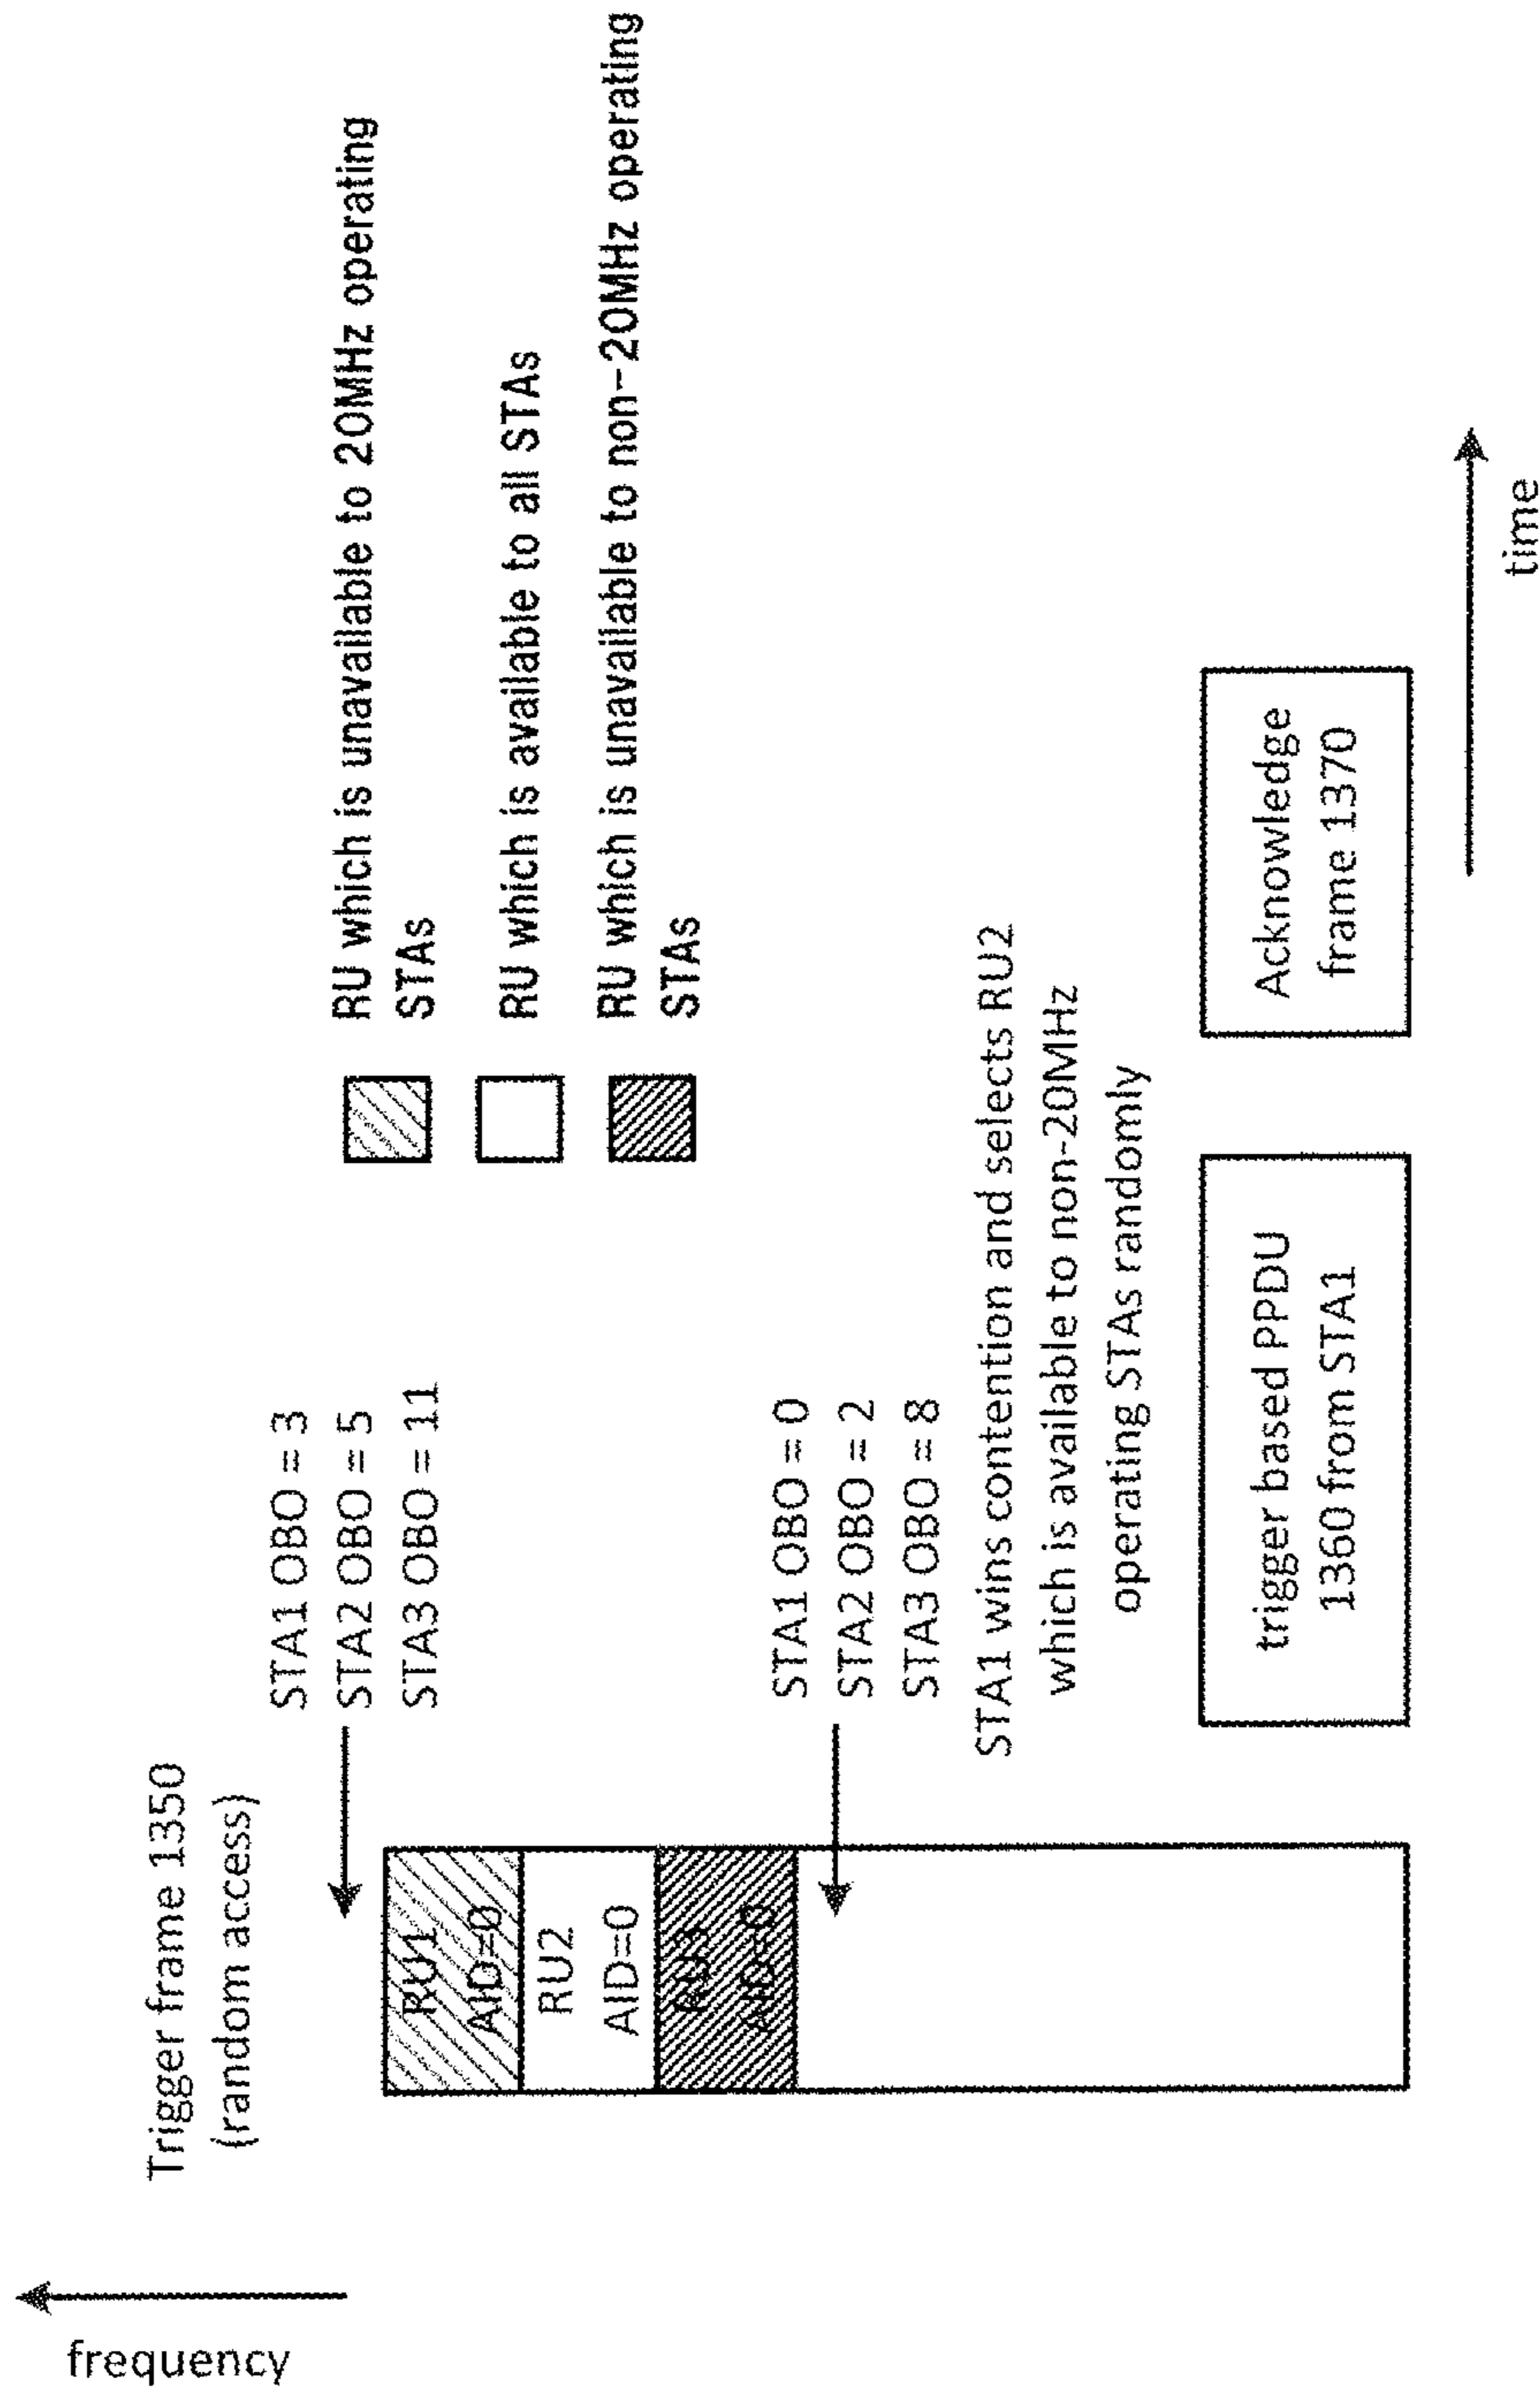 frequency
Trigger frame 1350
(random access)
STA1 OBO = 3
STA2 OBO = 5
STA3 OBO = 11
RU1
AID=0
RU2
AID=0
RU3
AID=0
STA1 OBO = 0
STA2 OBO = 2
STA3 OBO = 8
STA1 wins contention and selects RU2
which is available to non-20MHz
operating STAs randomly
trigger based PPDU
1360 from STA1
Acknowledge
frame 1370
time
RU which is unavailable to 20MHz operating
STAs
RU which is available to all STAs
RU which is unavailable to non-20MHz operating
STAs